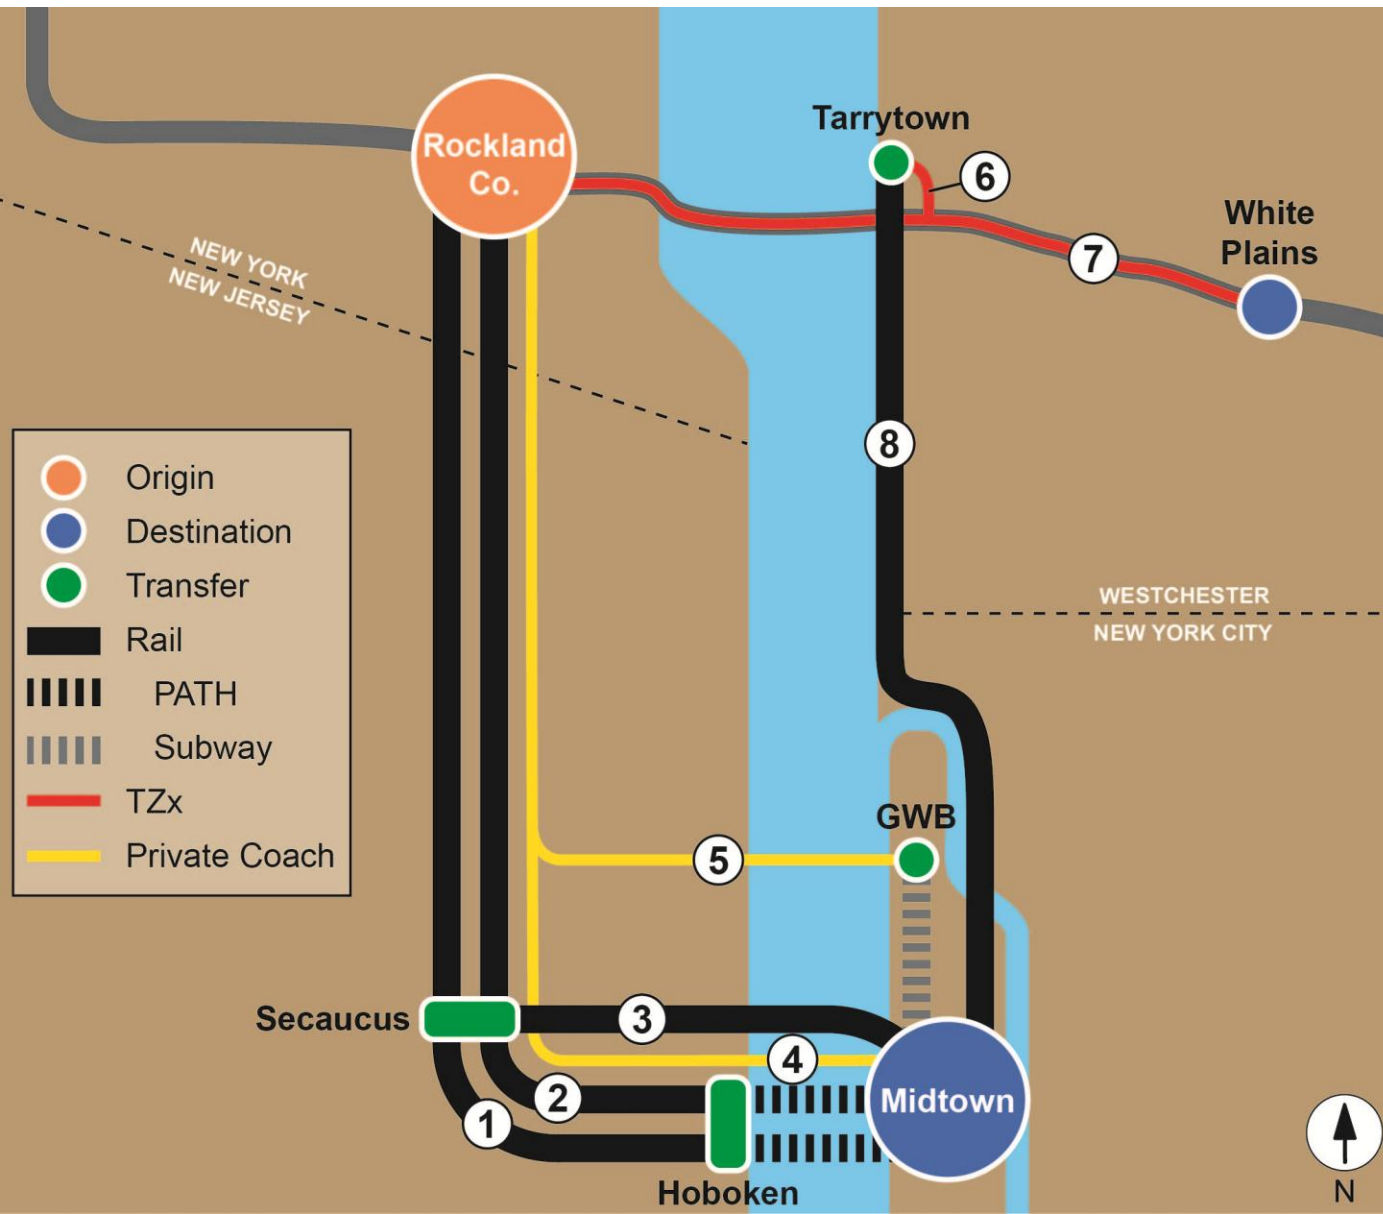 Tarrytown
Rockland
Co.
6
White
Plains
7
NEW YORK
NEW JERSEY
8
Origin
Destination
Transfer
Rail
PATH
Subway
TZx
Private Coach
WESTCHESTER
NEW YORK CITY
GWB
5
Secaucus
3
4
2
1
Midtown
Hoboken
N